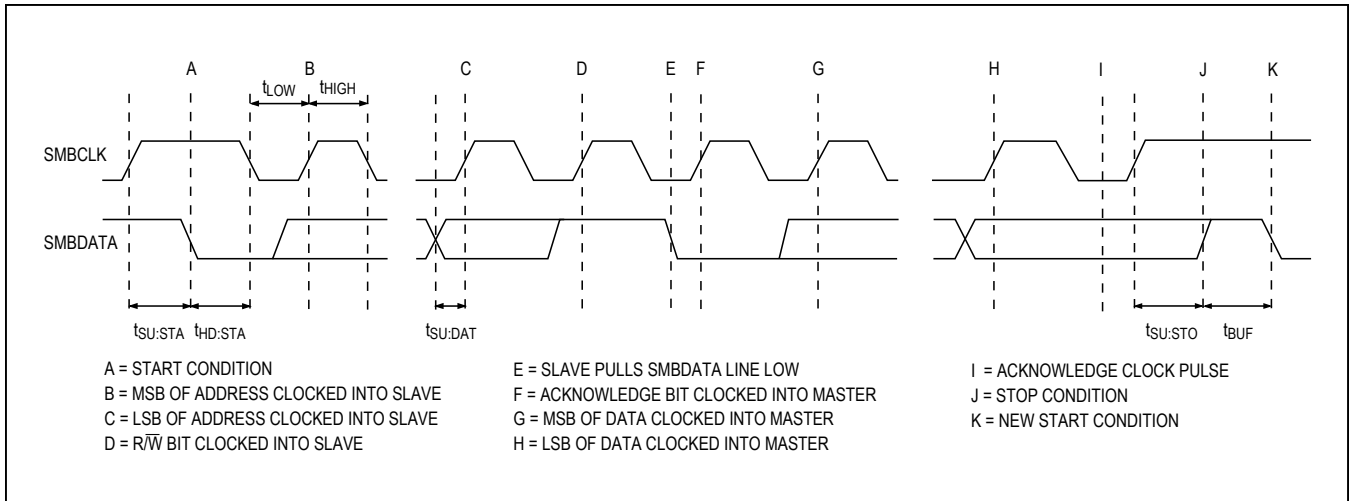 A B C D E F G H I J K
tLOW tHIGH
SMBCLK
SMBDATA
tSU:STA tHD:STA tSU:DAT tSU:STO tBUF
A = START CONDITION
B = MSB OF ADDRESS CLOCKED INTO SLAVE
C = LSB OF ADDRESS CLOCKED INTO SLAVE
D = R/W̅ BIT CLOCKED INTO SLAVE
E = SLAVE PULLS SMBDATA LINE LOW
F = ACKNOWLEDGE BIT CLOCKED INTO MASTER
G = MSB OF DATA CLOCKED INTO MASTER
H = LSB OF DATA CLOCKED INTO MASTER
I = ACKNOWLEDGE CLOCK PULSE
J = STOP CONDITION
K = NEW START CONDITION